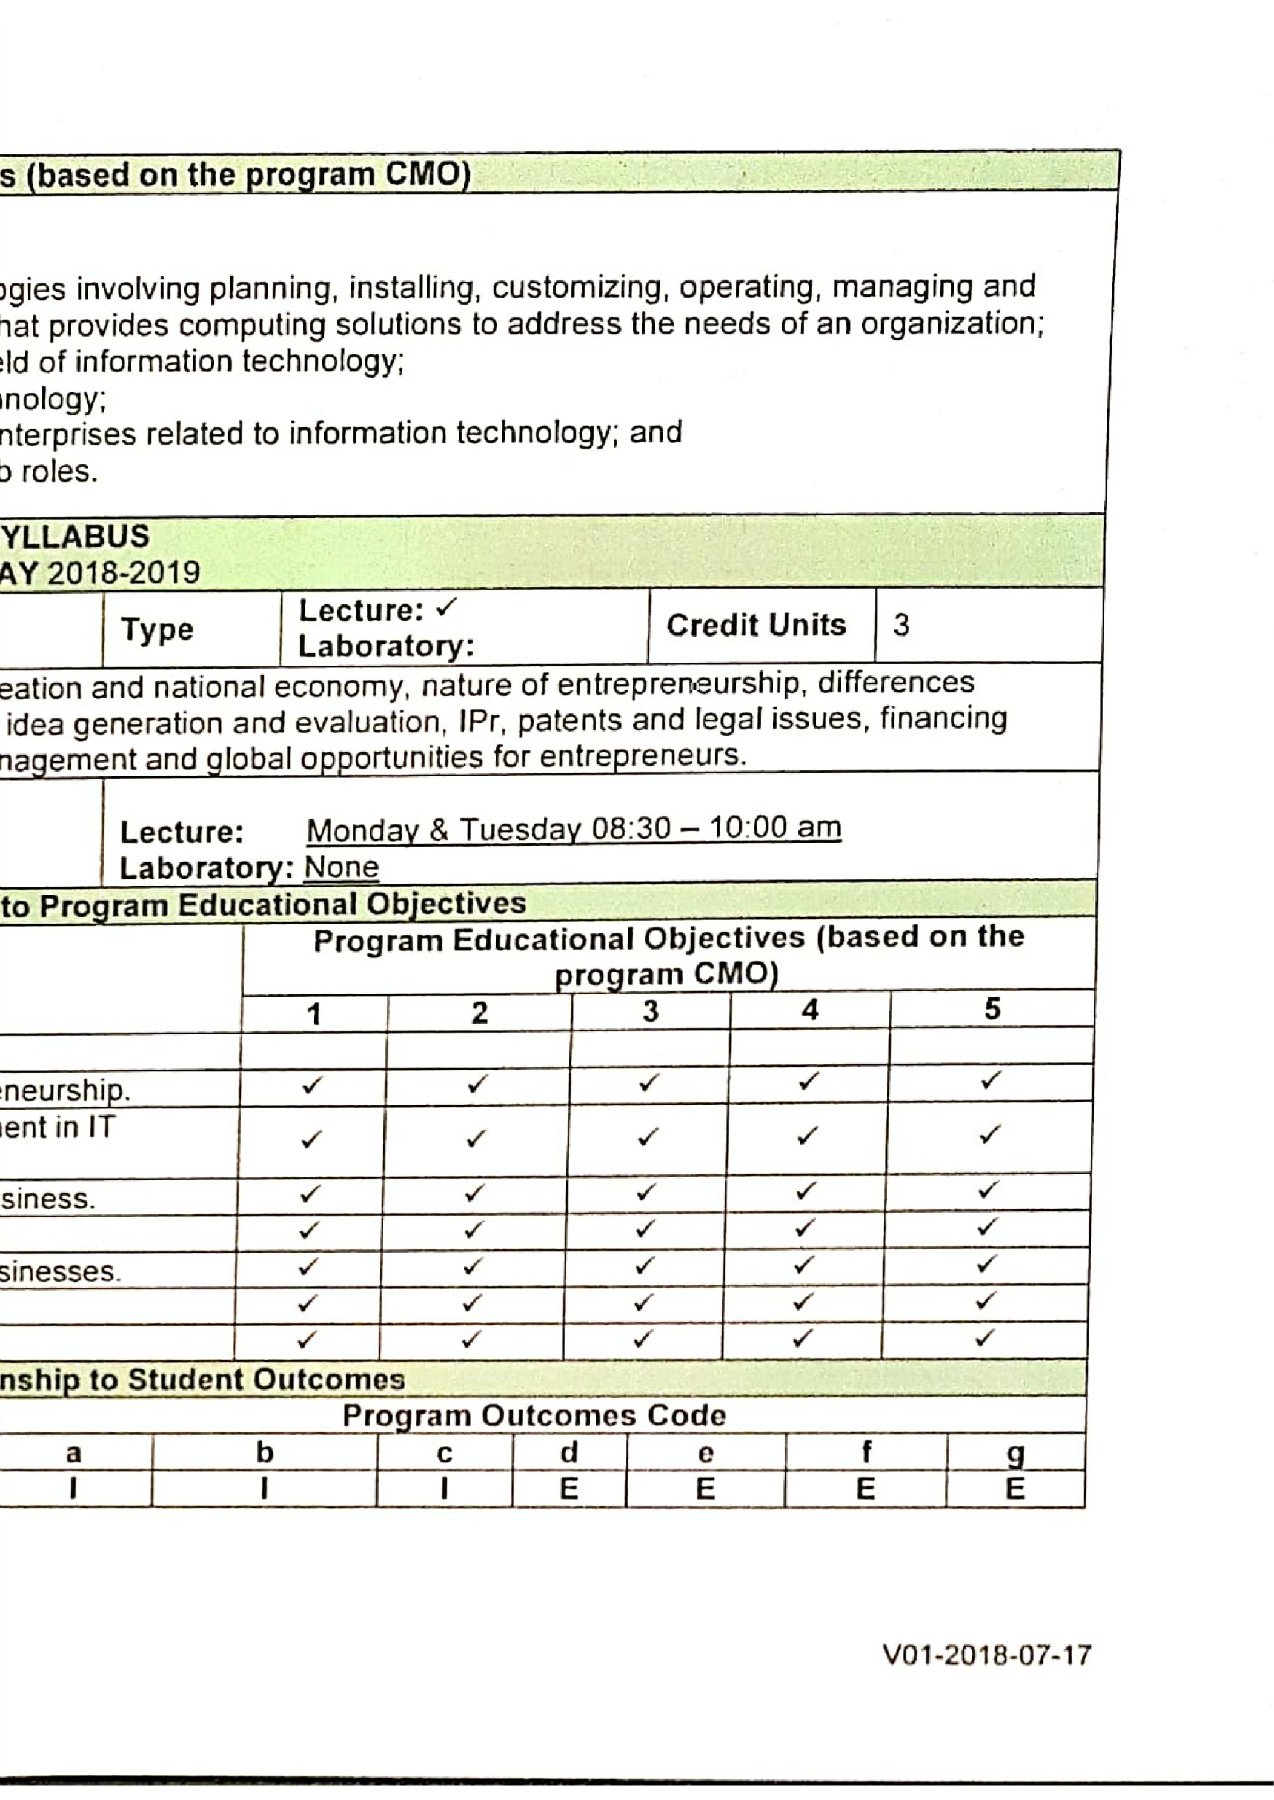 s (based on the program CMO)
ogies involving planning, installing, customizing, operating, managing and
hat provides computing solutions to address the needs of an organization;
eld of information technology;
nology;
nterprises related to information technology; and
b roles.
YLLABUS
AY 2018-2019
Type
Lecture: ✓
Laboratory:
Credit Units
3
eation and national economy, nature of entrepreneurship, differences
idea generation and evaluation, IPr, patents and legal issues, financing
nagement and global opportunities for entrepreneurs.
Lecture: Monday & Tuesday 08:30 – 10:00 am
Laboratory: None
to Program Educational Objectives
Program Educational Objectives (based on the
program CMO)
1 2 3 4 5
eneurship. ✓ ✓ ✓ ✓ ✓
ent in IT ✓ ✓ ✓ ✓ ✓
siness. ✓ ✓ ✓ ✓ ✓
✓ ✓ ✓ ✓ ✓
sinesses. ✓ ✓ ✓ ✓ ✓
✓ ✓ ✓ ✓ ✓
✓ ✓ ✓ ✓ ✓
nship to Student Outcomes
Program Outcomes Code
a b c d e f g
I I I E E E E
V01-2018-07-17